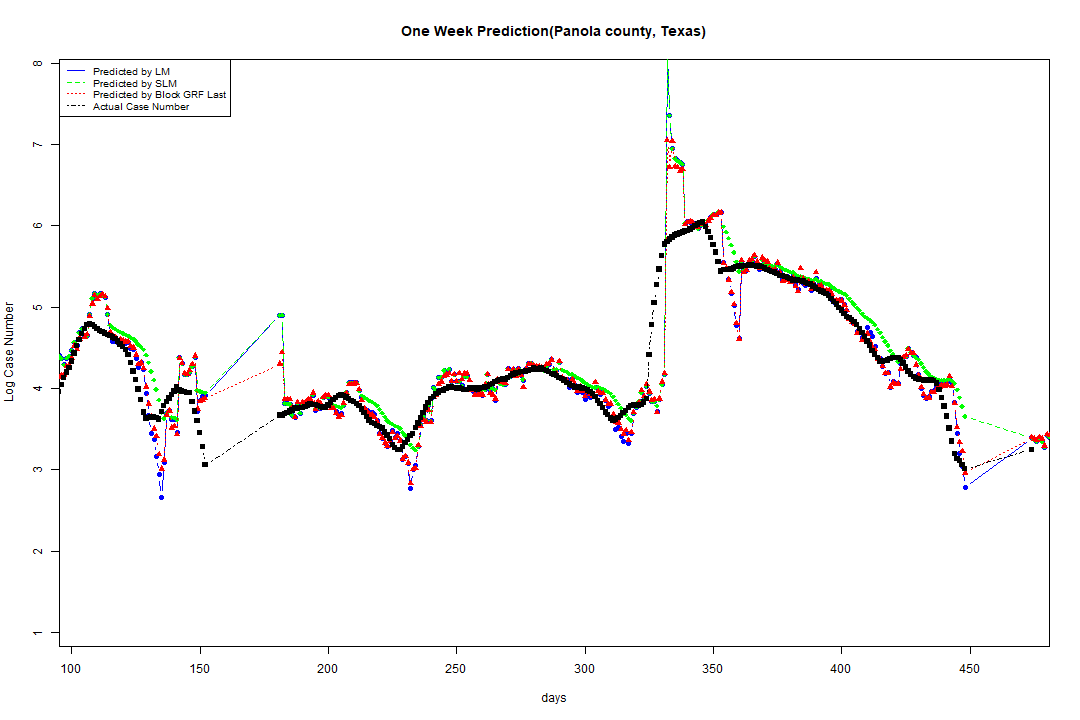 One Week Prediction(Panola county, Texas)
Predicted by LM
Predicted by SLM
Predicted by Block GRF Last
Actual Case Number
Log Case Number
8
7
6
5
4
3
2
1
100 150 200 250 300 350 400 450
days